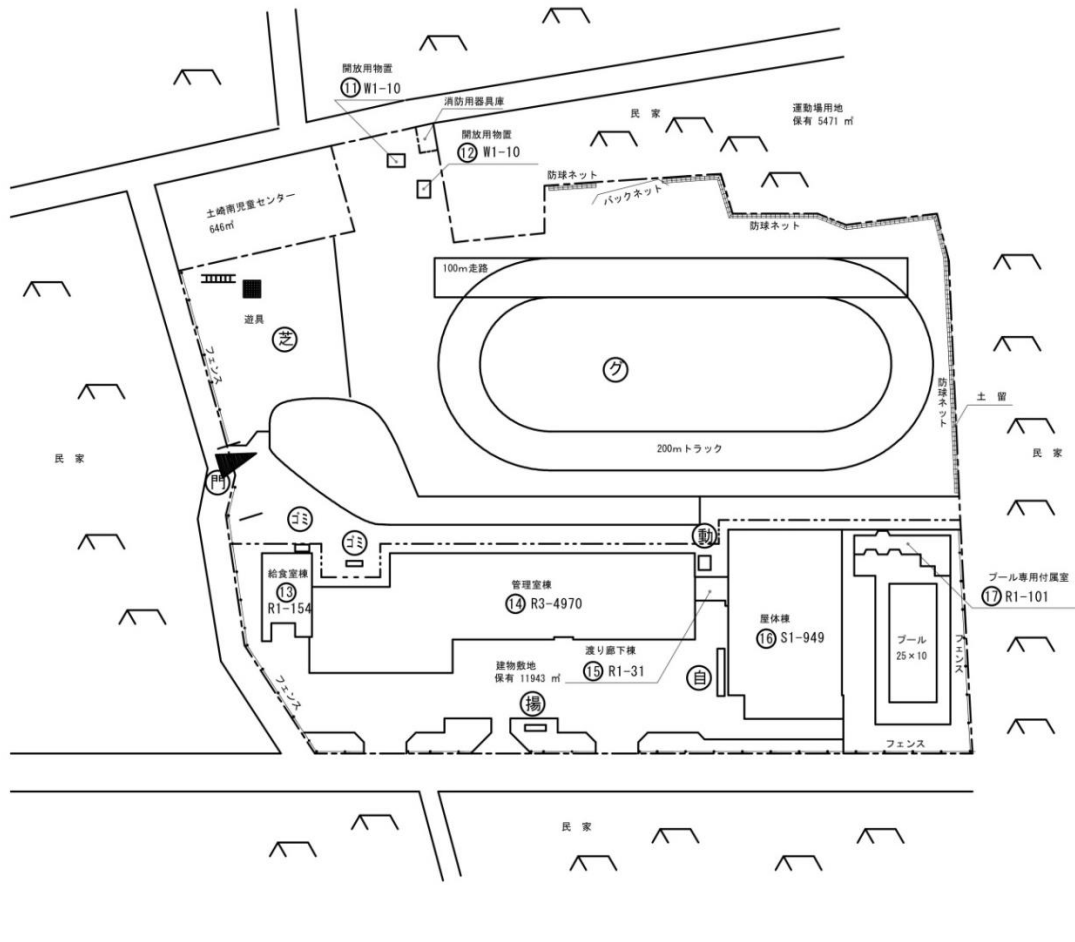 開放用物置
⑪ W1-10
消防用器具庫
開放用物置
⑫ W1-10
民 家
運動場用地
保有 5471 ㎡
防球ネット
バックネット
防球ネット
土崎南児童センター
646㎡
100m走路
遊具
芝
グ
フェンス
防球ネット
土 留
200mトラック
民 家
民 家
門
ゴミ
ゴミ
動
給食室棟
⑬
R1-154
管理室棟
⑭ R3-4970
プール専用付属室
⑰ R1-101
屋体棟
⑯ S1-949
プール
25×10
フェンス
渡り廊下棟
⑮ R1-31
建物敷地
保有 11943 ㎡
自
揚
フェンス
フェンス
民 家